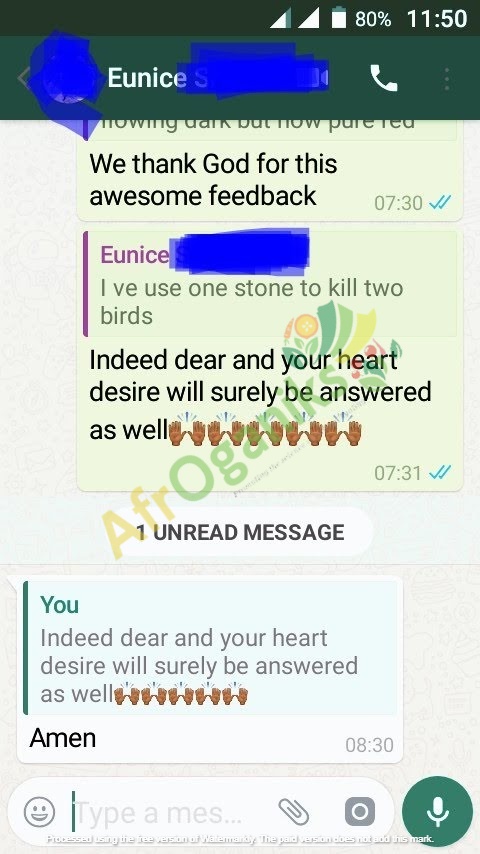 80% 11:50
Eunice S
flowing dark but now pure red
We thank God for this
awesome feedback
07:30
Eunice S
I ve use one stone to kill two
birds
Indeed dear and your heart
desire will surely be answered
as well🙌🏾🙌🏾🙌🏾🙌🏾🙌🏾
07:31
AfrOganiks
1 UNREAD MESSAGE
You
Indeed dear and your heart
desire will surely be answered
as well🙌🏾🙌🏾🙌🏾🙌🏾🙌🏾
Amen
08:30
Type a mes...
Processed using the free version of Watermarkly. The paid version does not add this mark.